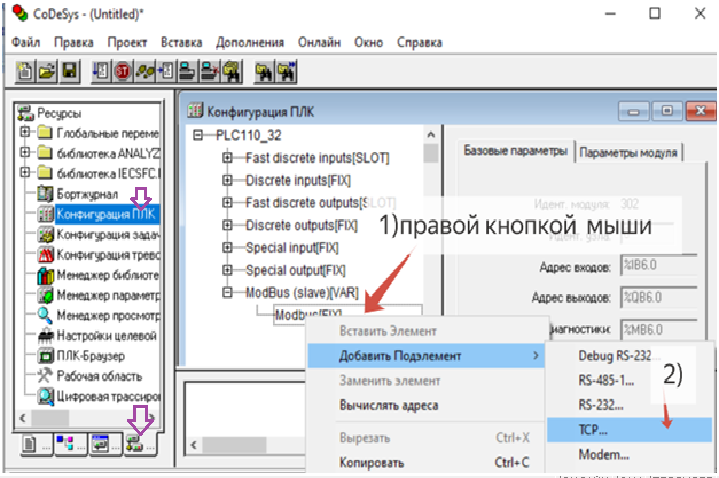 CoDeSys - (Untitled)*
Файл Правка Проект Вставка Дополнения Онлайн Окно Справка
Ресурсы
Глобальные переме
библиотека ANALYZ
библиотека IECSFC.l
Бортжурнал
Конфигурация ПЛК
Конфигурация задач
Конфигурация трево
Менеджер библиоте
Менеджер параметр
Менеджер просмотр
Настройки целевой
ПЛК-Браузер
Рабочая область
Цифровая трассиров
Конфигурация ПЛК
PLC110_32
Fast discrete inputs[SLOT]
Discrete inputs[FIX]
Fast discrete outputs[SLOT]
Discrete outputs[FIX]
Special input[FIX]
Special output[FIX]
ModBus (slave)[VAR]
Modbus[FIX]
Базовые параметры Параметры модуля
Идент. модуля: 302
Идент. узла:
Адрес входов: %IB6.0
Адрес выходов: %QB6.0
диагностики: %MB6.0
1)правой кнопкой мыши
Вставить Элемент
Добавить Подэлемент
Заменить элемент
Вычислять адреса
Вырезать Ctrl+X
Копировать Ctrl+C
Debug RS-232...
RS-485-1...
RS-232...
TCP...
Modem...
2)